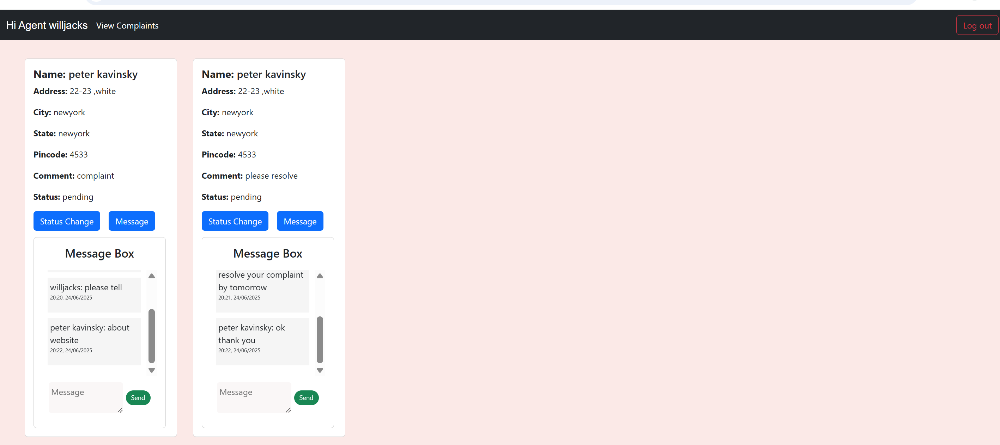 Hi Agent willjacks View Complaints Log out
Name: peter kavinsky
Address: 22-23 ,white
City: newyork
State: newyork
Pincode: 4533
Comment: complaint
Status: pending
Status Change Message
Message Box
willjacks: please tell
20:20, 24/06/2025
peter kavinsky: about
website
20:22, 24/06/2025
Message
Send
Name: peter kavinsky
Address: 22-23 ,white
City: newyork
State: newyork
Pincode: 4533
Comment: please resolve
Status: pending
Status Change Message
Message Box
resolve your complaint
by tomorrow
20:21, 24/06/2025
peter kavinsky: ok
thank you
20:22, 24/06/2025
Message
Send